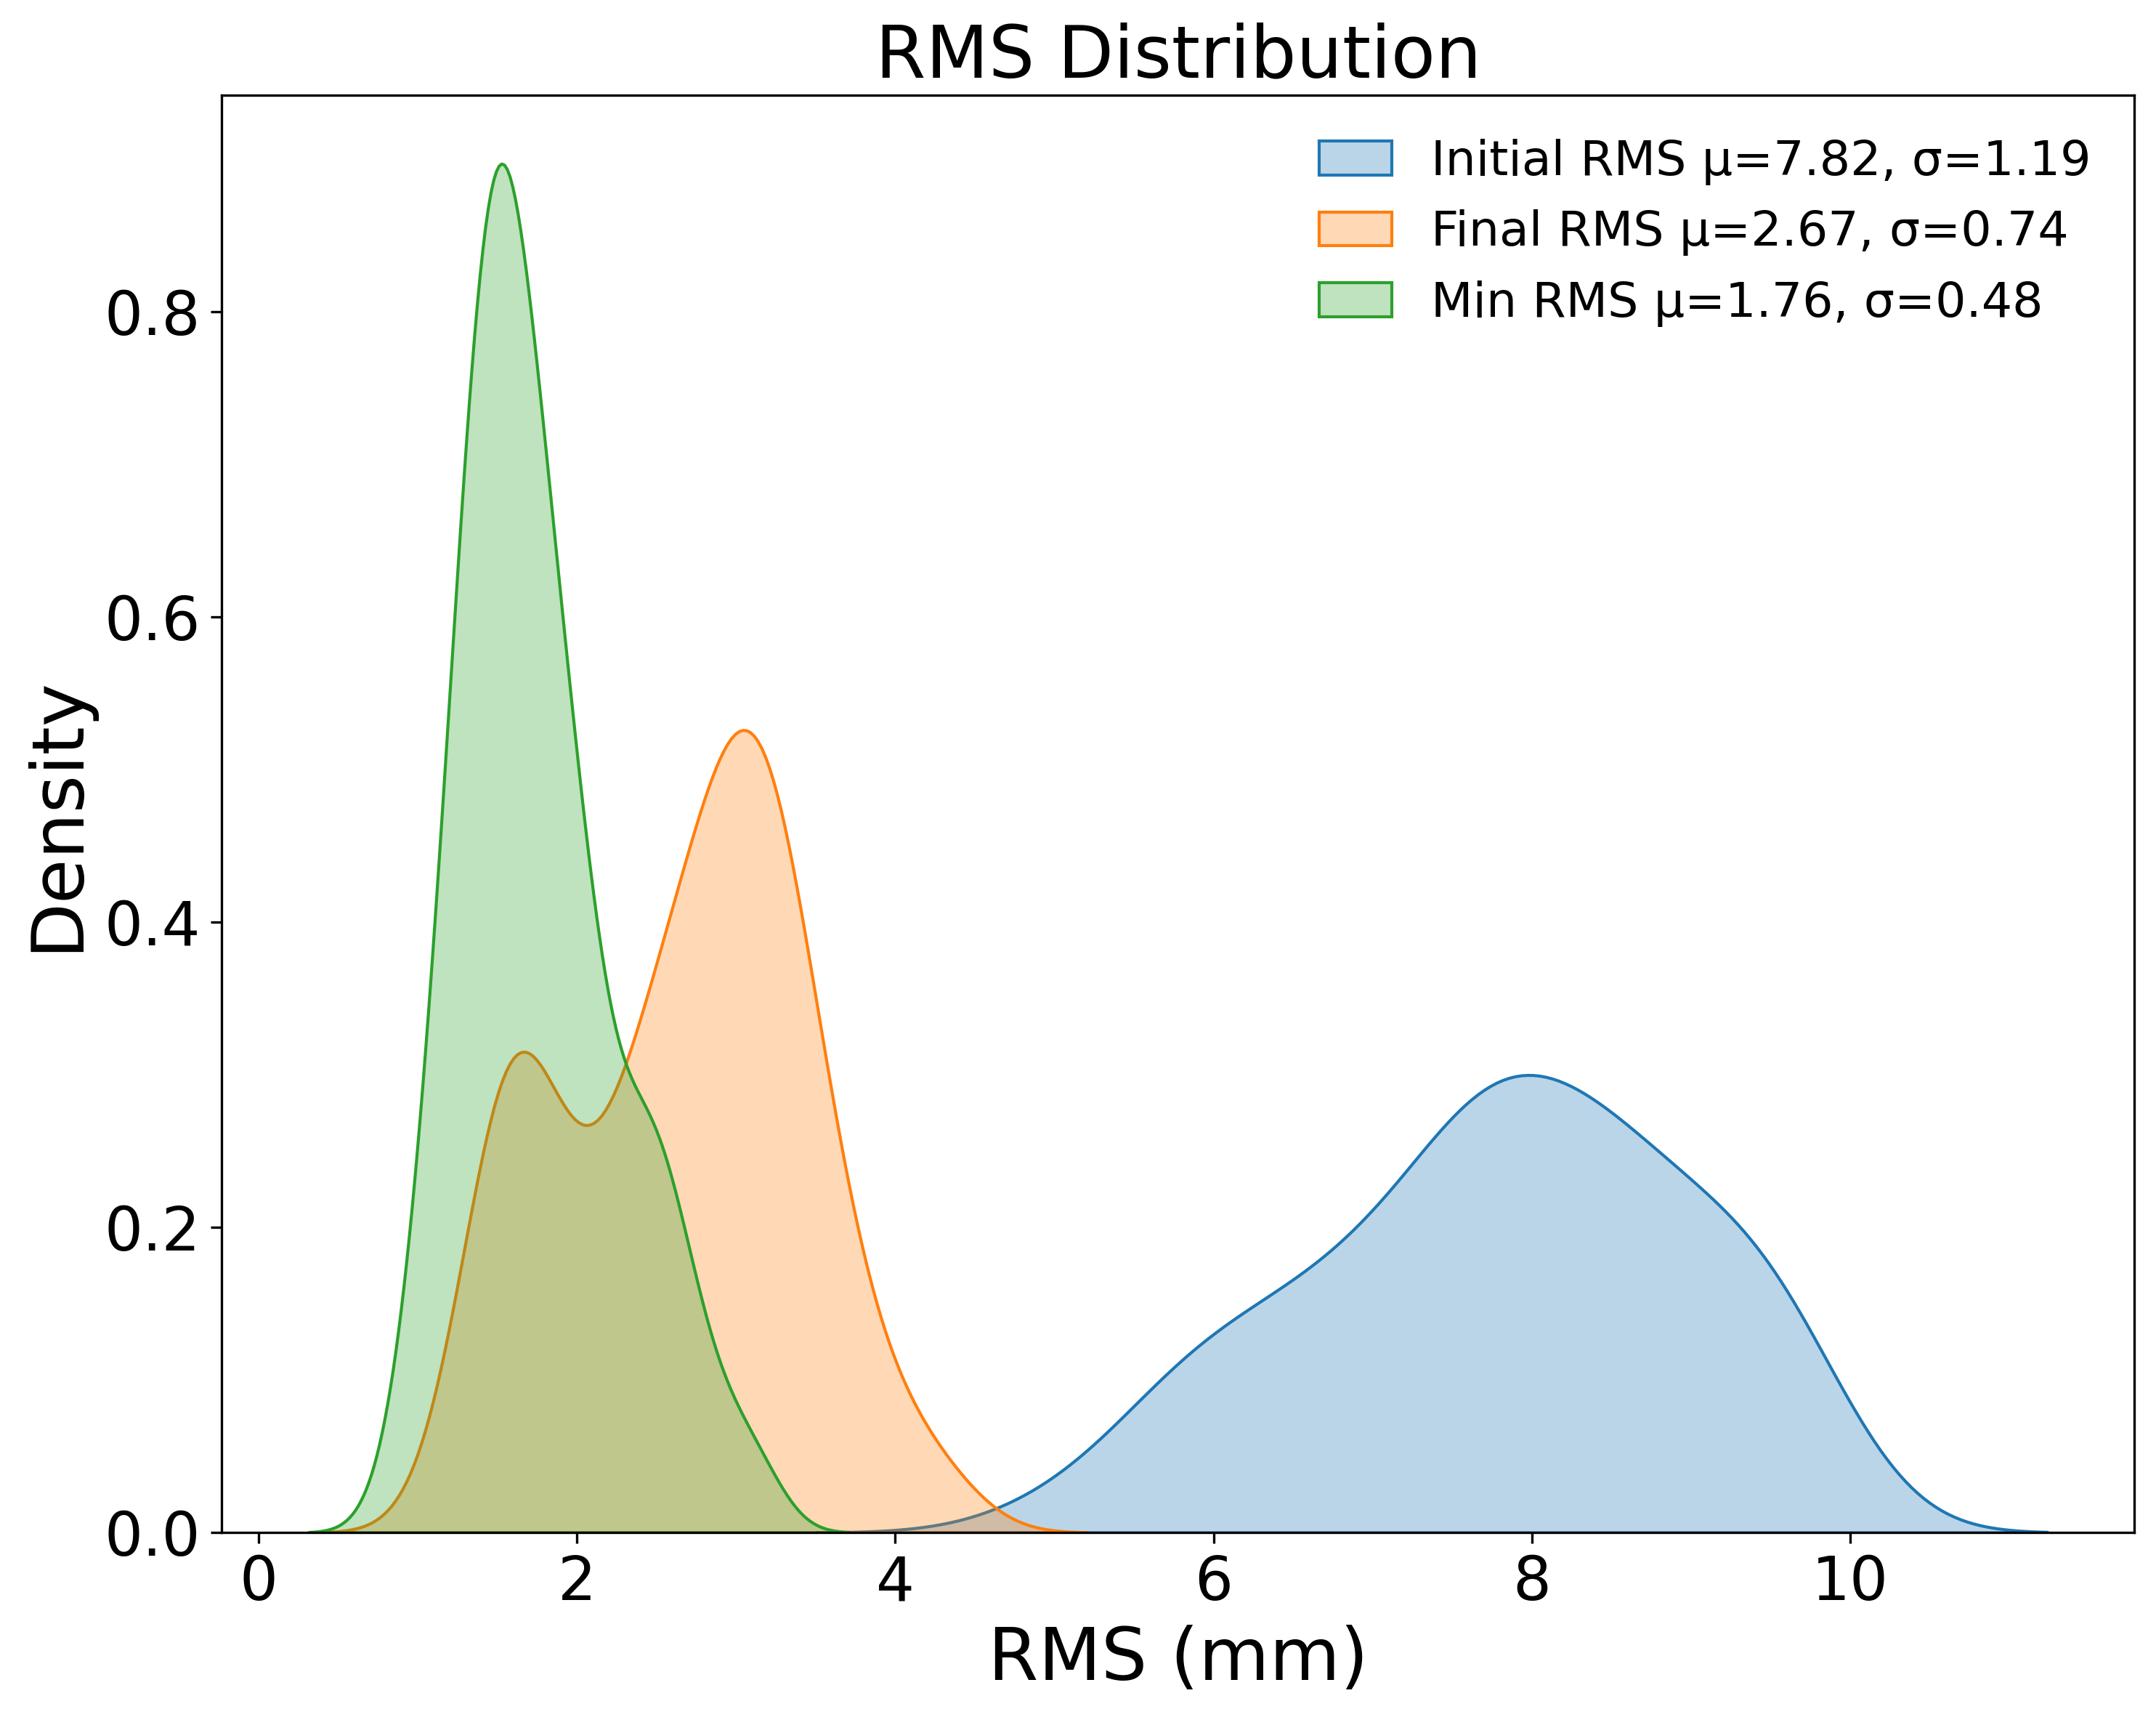 RMS Distribution
Initial RMS μ=7.82, σ=1.19
Final RMS μ=2.67, σ=0.74
Min RMS μ=1.76, σ=0.48
Density
0.8
0.6
0.4
0.2
0.0
0 2 4 6 8 10
RMS (mm)